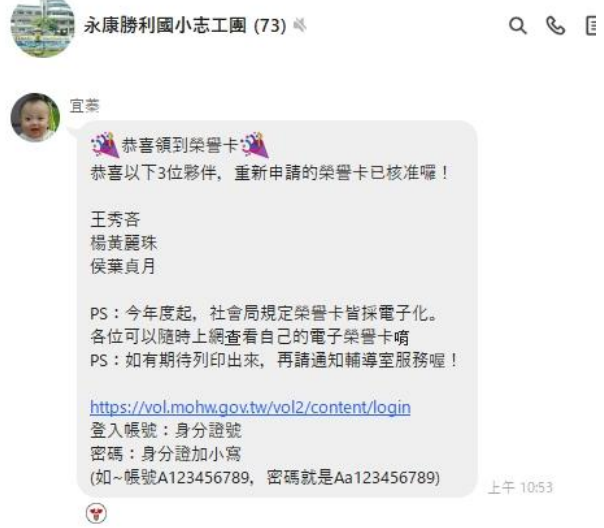 永康勝利國小志工團 (73)
宜蓁
恭喜領到榮譽卡
恭喜以下3位夥伴，重新申請的榮譽卡已核准囉！
王秀吝
楊黃麗珠
侯葉貞月
PS：今年度起，社會局規定榮譽卡皆採電子化。
各位可以隨時上網查看自己的電子榮譽卡唷
PS：如有期待列印出來，再請通知輔導室服務喔！
https://vol.mohw.gov.tw/vol2/content/login
登入帳號：身分證號
密碼：身分證加小寫
(如~帳號A123456789，密碼就是Aa123456789)
上午 10:53